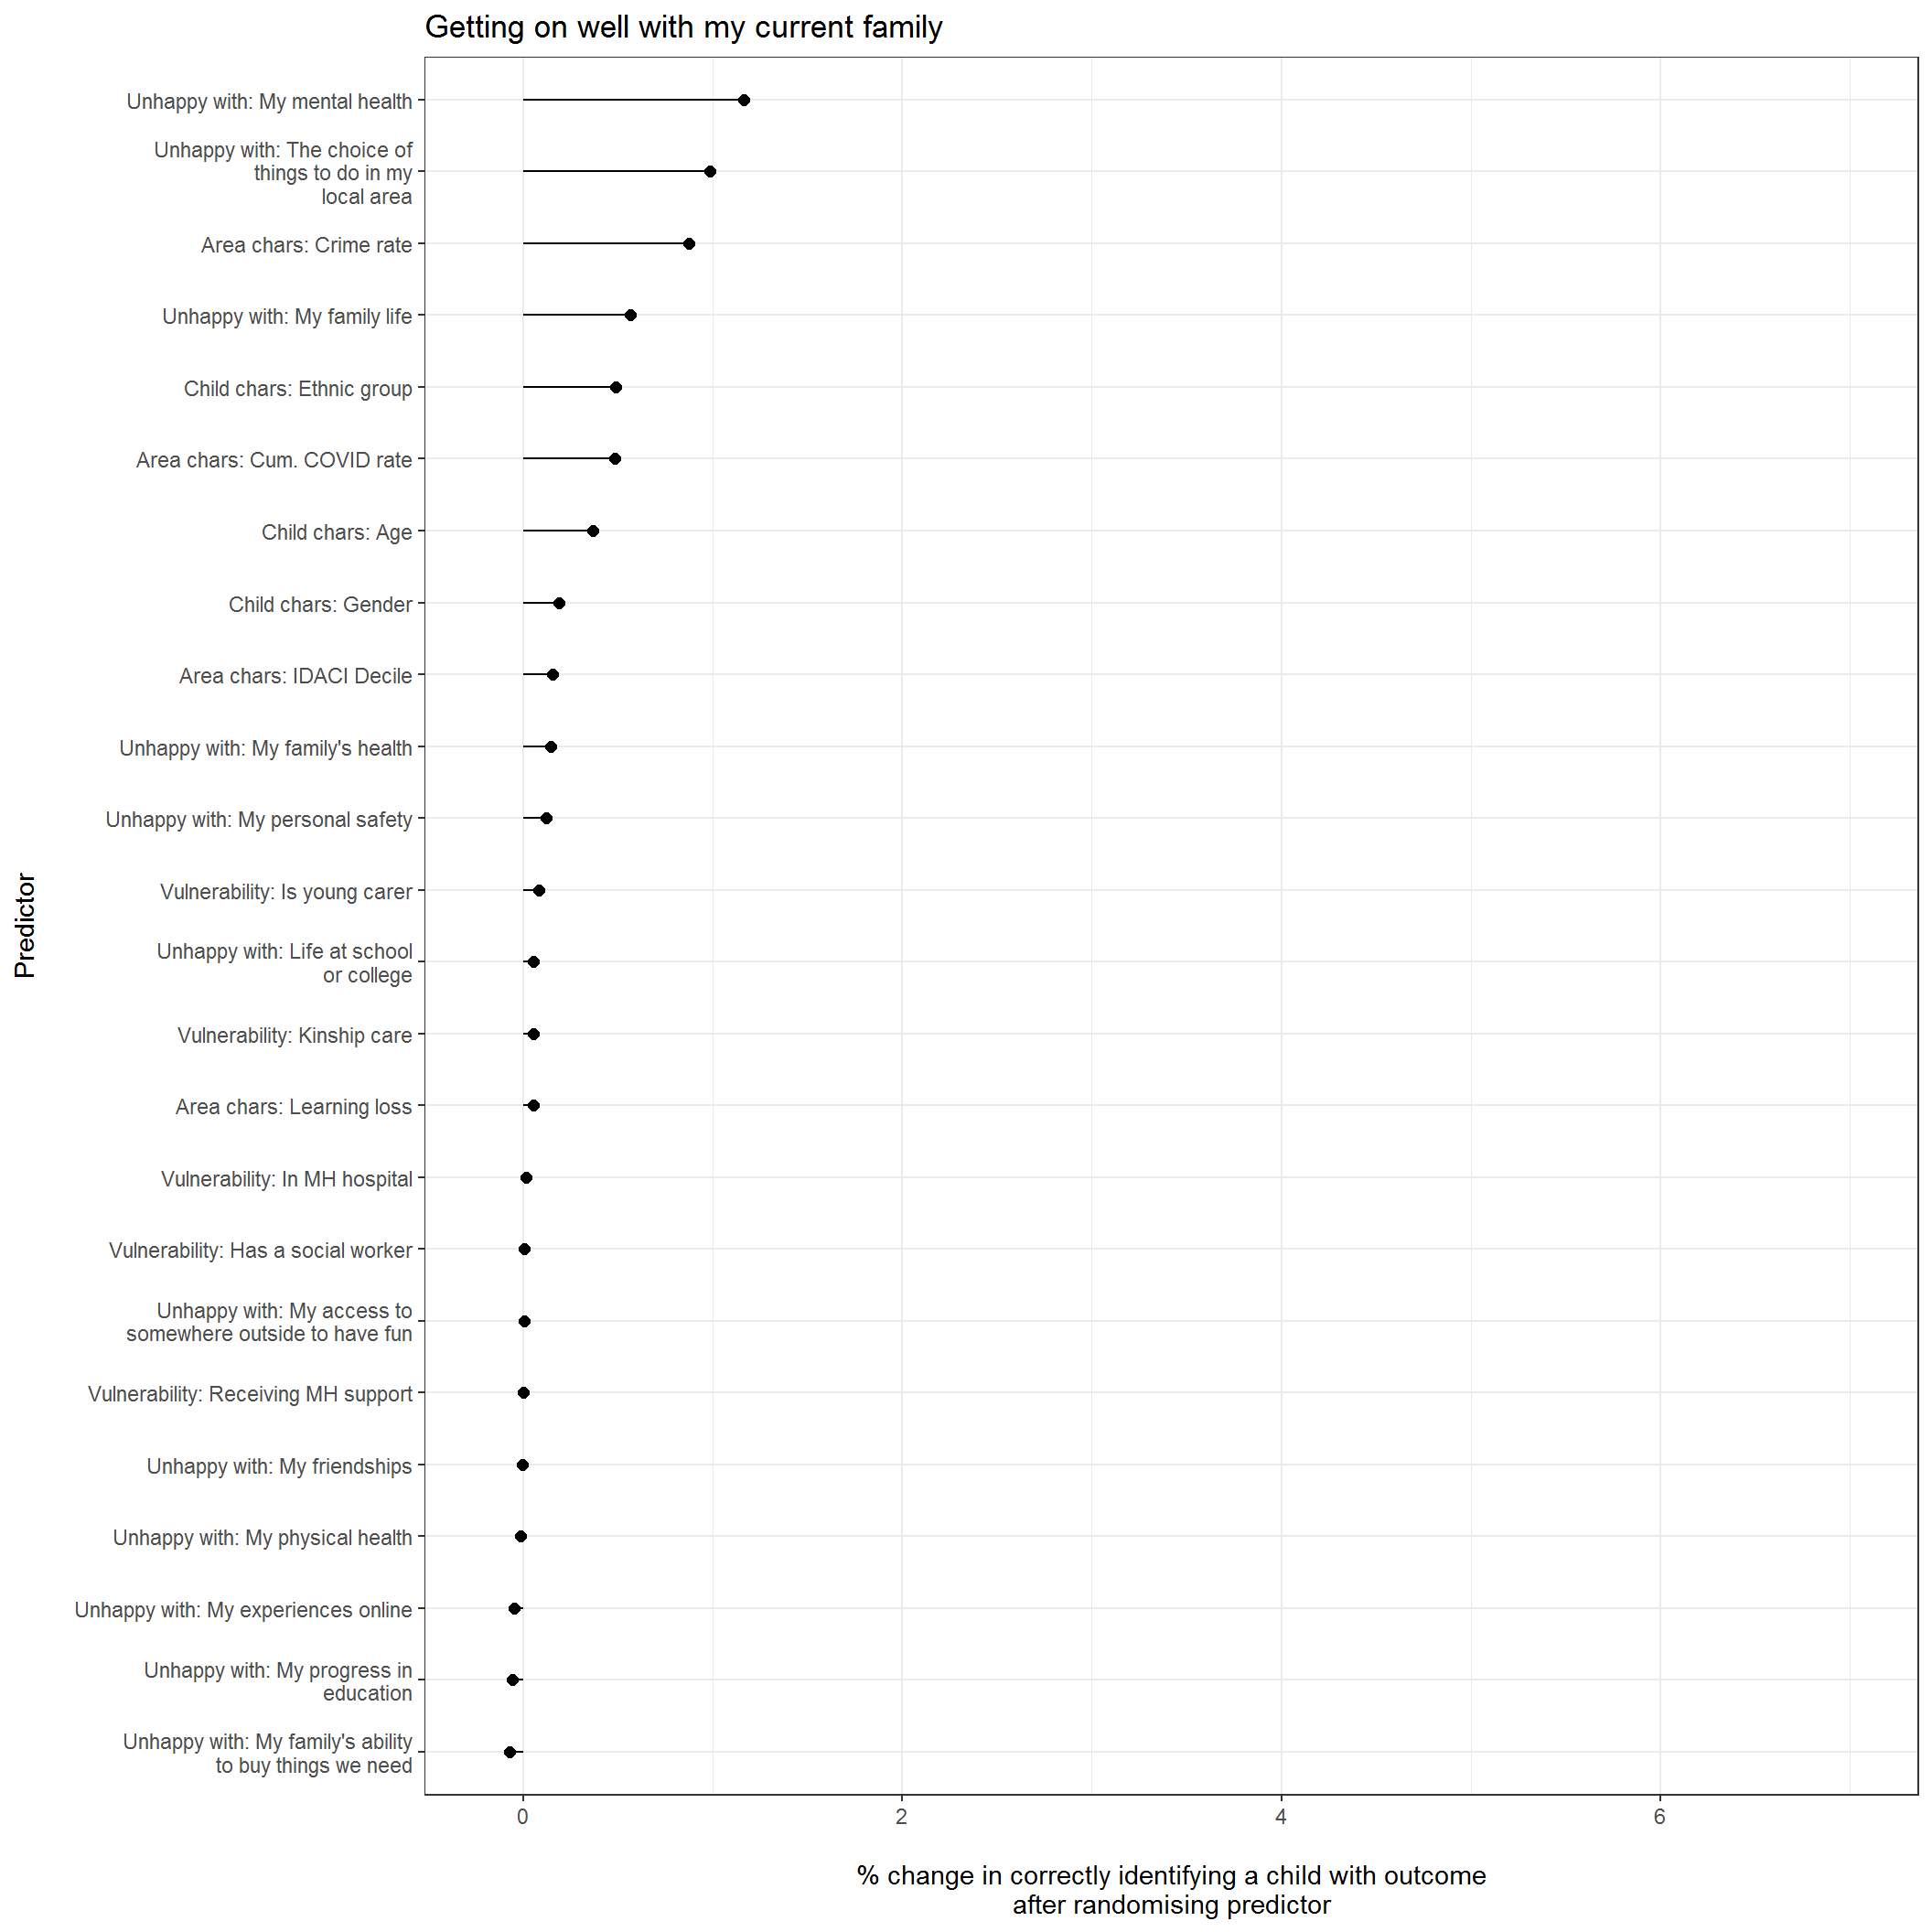 Getting on well with my current family
Unhappy with: My mental health
Unhappy with: The choice of
things to do in my
local area
Area chars: Crime rate
Unhappy with: My family life
Child chars: Ethnic group
Area chars: Cum. COVID rate
Child chars: Age
Child chars: Gender
Area chars: IDACI Decile
Unhappy with: My family's health
Unhappy with: My personal safety
Vulnerability: Is young carer
Unhappy with: Life at school
or college
Vulnerability: Kinship care
Area chars: Learning loss
Vulnerability: In MH hospital
Vulnerability: Has a social worker
Unhappy with: My access to
somewhere outside to have fun
Vulnerability: Receiving MH support
Unhappy with: My friendships
Unhappy with: My physical health
Unhappy with: My experiences online
Unhappy with: My progress in
education
Unhappy with: My family's ability
to buy things we need
Predictor
0 2 4 6
% change in correctly identifying a child with outcome
after randomising predictor